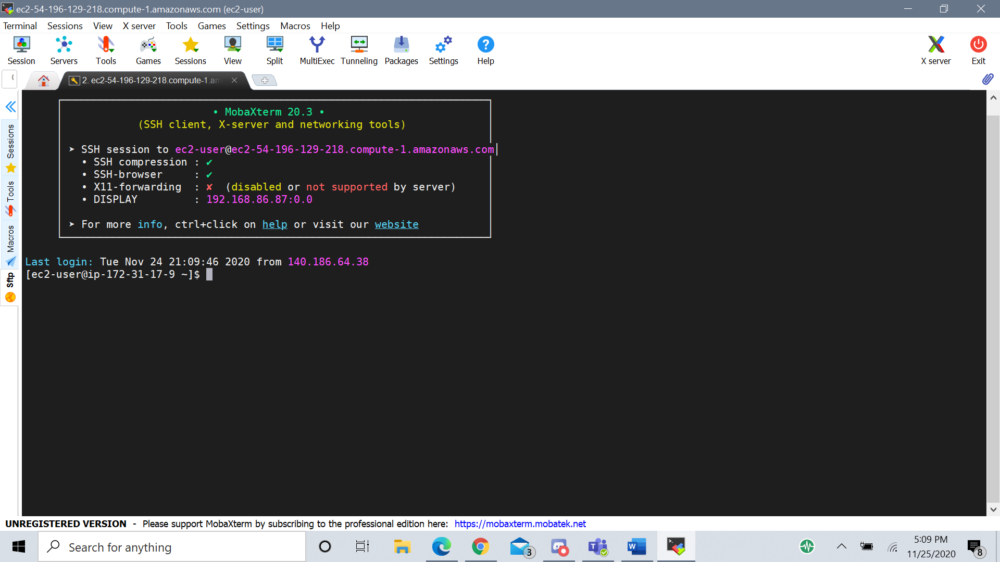 ec2-54-196-129-218.compute-1.amazonaws.com (ec2-user)
Terminal Sessions View X server Tools Games Settings Macros Help
Session Servers Tools Games Sessions View Split MultiExec Tunneling Packages Settings Help X server Exit
2. ec2-54-196-129-218.compute-1.am
• MobaXterm 20.3 •
(SSH client, X-server and networking tools)
➤ SSH session to ec2-user@ec2-54-196-129-218.compute-1.amazonaws.com
• SSH compression : ✔
• SSH-browser : ✔
• X11-forwarding : ✘ (disabled or not supported by server)
• DISPLAY : 192.168.86.87:0.0
➤ For more info, ctrl+click on help or visit our website
Last login: Tue Nov 24 21:09:46 2020 from 140.186.64.38
[ec2-user@ip-172-31-17-9 ~]$
Sessions
Tools
Macros
Sftp
UNREGISTERED VERSION - Please support MobaXterm by subscribing to the professional edition here: https://mobaxterm.mobatek.net
Search for anything
3
5:09 PM
11/25/2020
8